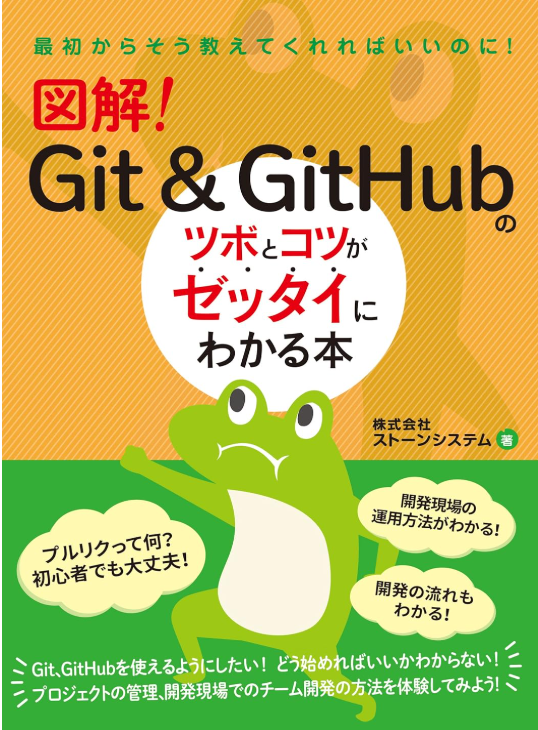 最初からそう教えてくれればいいのに！
図解！
Git & GitHubの
ツボとコツが
ゼッタイに
わかる本
株式会社
ストーンシステム 著
開発現場の
運用方法がわかる！
プルリクって何？
初心者でも大丈夫！
開発の流れも
わかる！
Git、GitHubを使えるようにしたい！ どう始めればいいかわからない！
プロジェクトの管理、開発現場でのチーム開発の方法を体験してみよう！